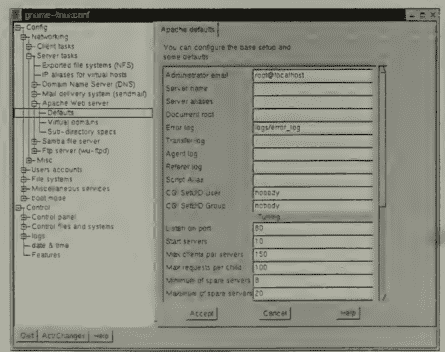 gnome-linuxconf
Config
Networking
Client tasks
Server tasks
Exported file systems (NFS)
IP aliases for virtual hosts
Domain Name Server (DNS)
Mail delivery system (sendmail)
Apache Web server
Defaults
Virtual domains
Sub-directory specs
Samba file server
Ftp server (wu-ftpd)
Misc
Users accounts
File systems
Miscellaneous services
boot mode
Control
Control panel
Control files and systems
logs
date & time
Features
Quit
Act/Changes
Help
Apache defaults
You can configure the base setup and
some defaults
Administrator email root@localhost
Server name
Server aliases
Document root
Error log logs/error_log
Transfer log
Agent log
Referer log
Script Alias
CGI SetUID User nobody
CGI SetUID Group nobody
Tuning
Listen on port 80
Start servers 10
Max clients per servers 150
Max requests per child 100
Minimum of spare servers 8
Maximum of spare servers 20
Accept
Cancel
Help